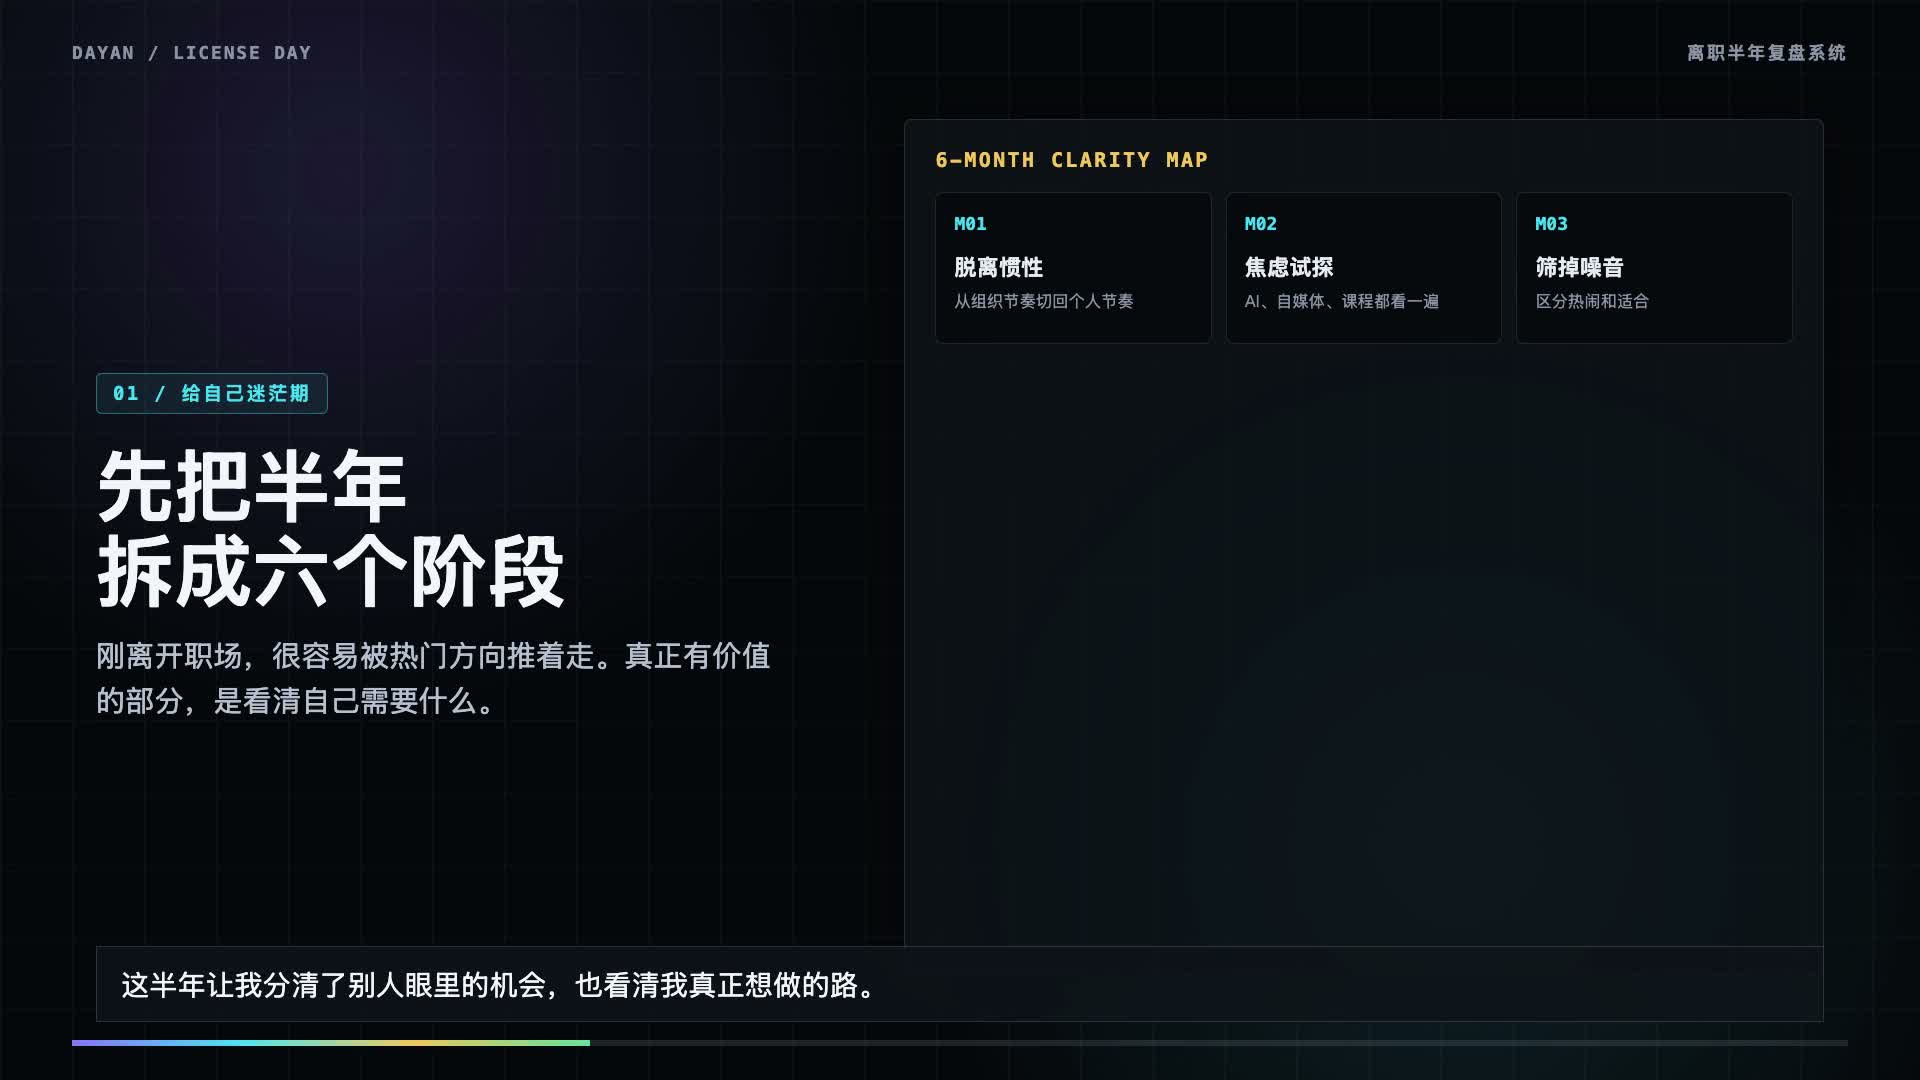 DAYAN / LICENSE DAY
离职半年复盘系统
01 / 给自己迷茫期
先把半年
拆成六个阶段
刚离开职场，很容易被热门方向推着走。真正有价值
的部分，是看清自己需要什么。
6-MONTH CLARITY MAP
M01
脱离惯性
从组织节奏切回个人节奏
M02
焦虑试探
AI、自媒体、课程都看一遍
M03
筛掉噪音
区分热闹和适合
这半年让我分清了别人眼里的机会，也看清我真正想做的路。